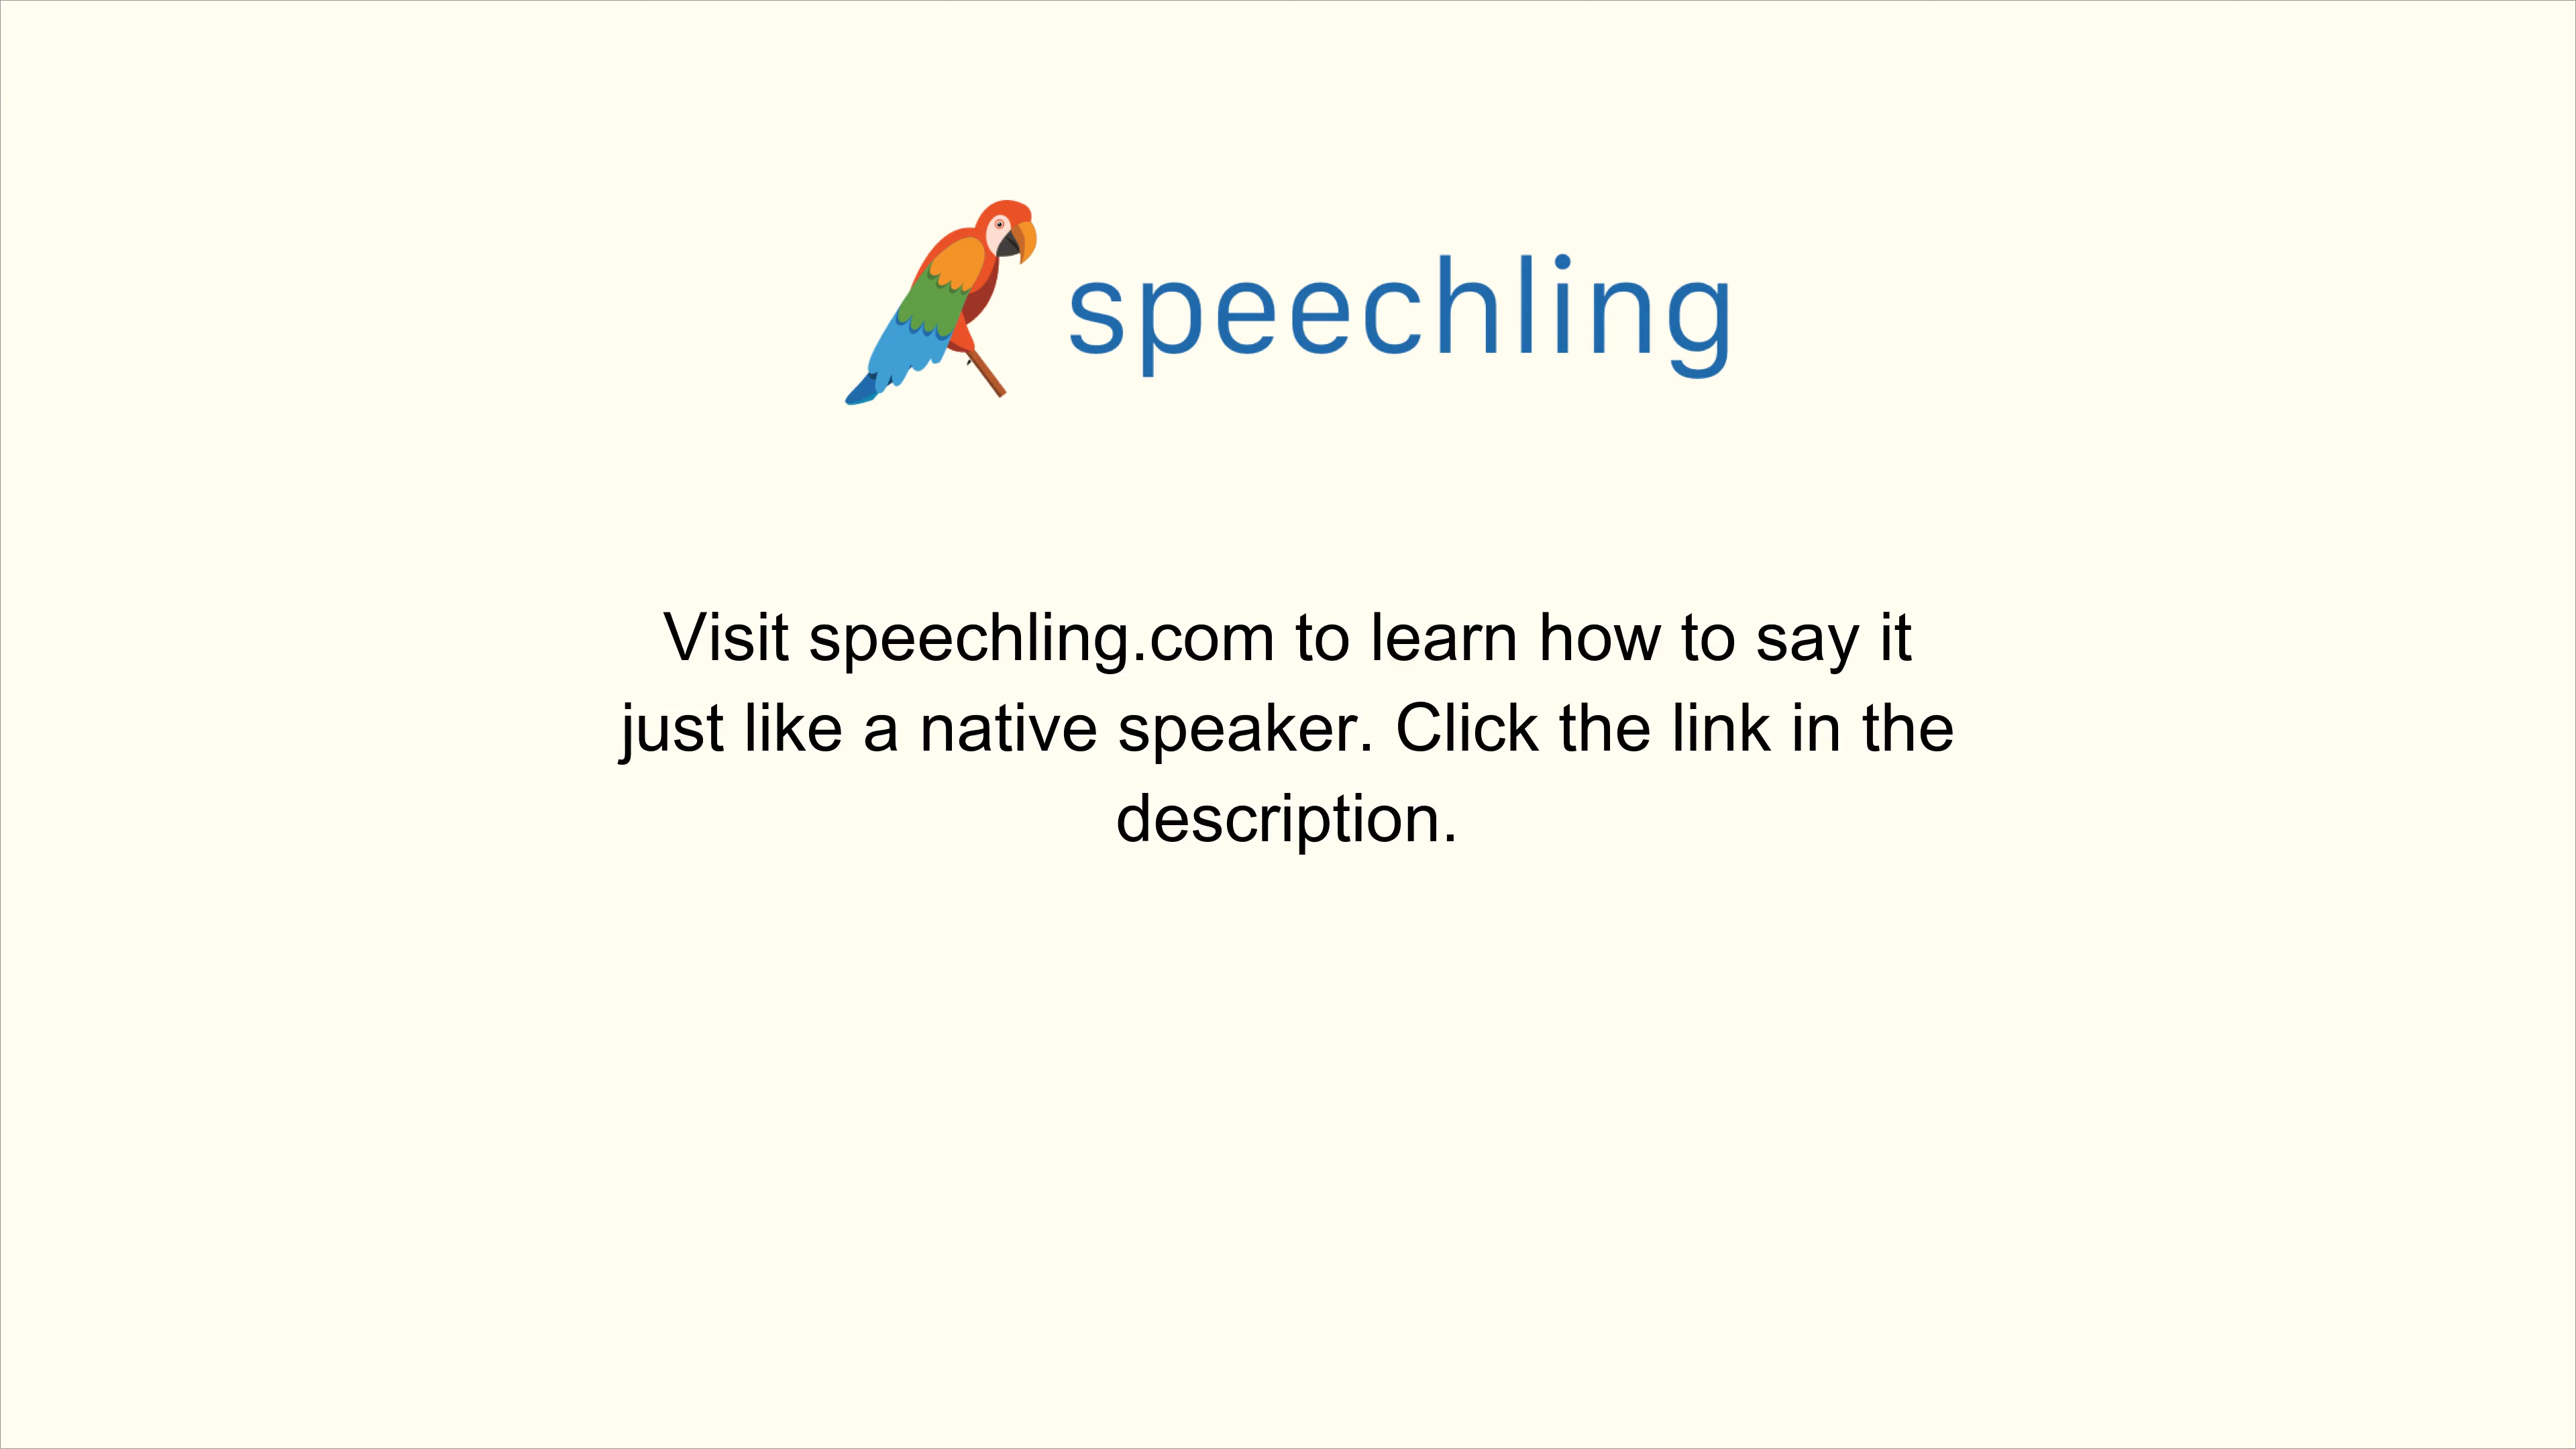 speechling
Visit speechling.com to learn how to say it
just like a native speaker. Click the link in the
description.